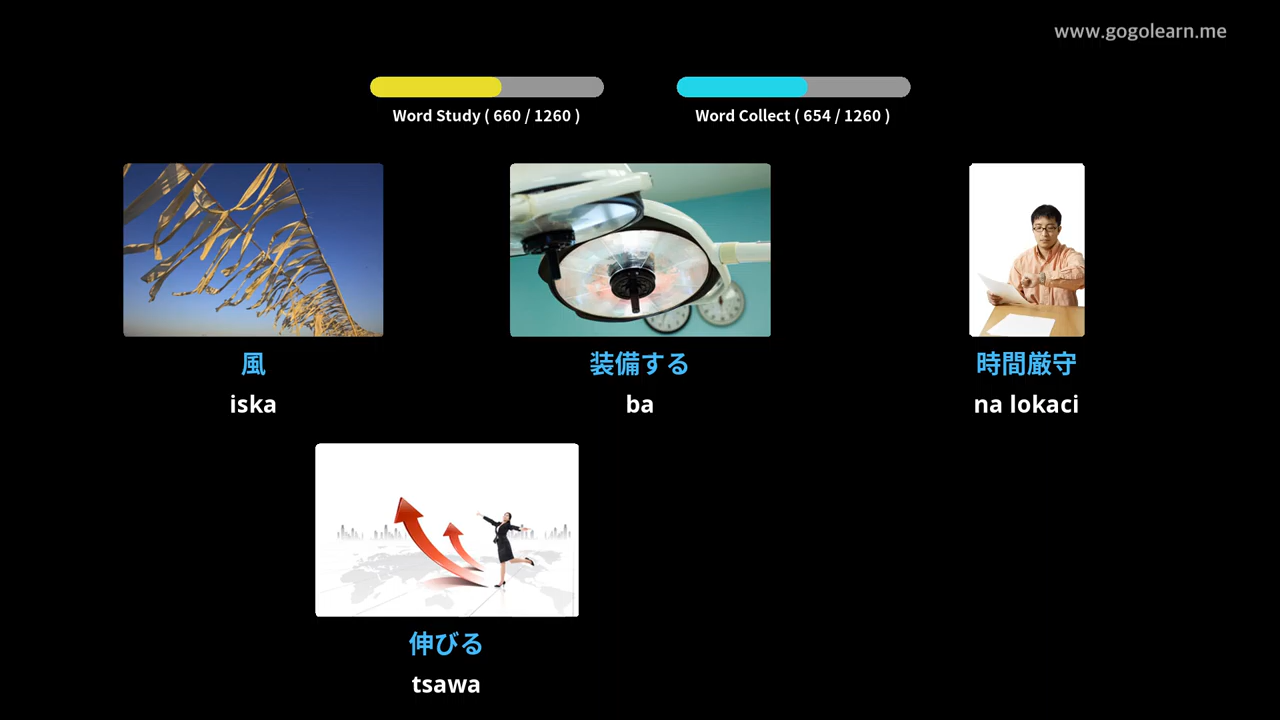 www.gogolearn.me
Word Study ( 660 / 1260 )
Word Collect ( 654 / 1260 )
風
iska
装備する
ba
時間厳守
na lokaci
伸びる
tsawa